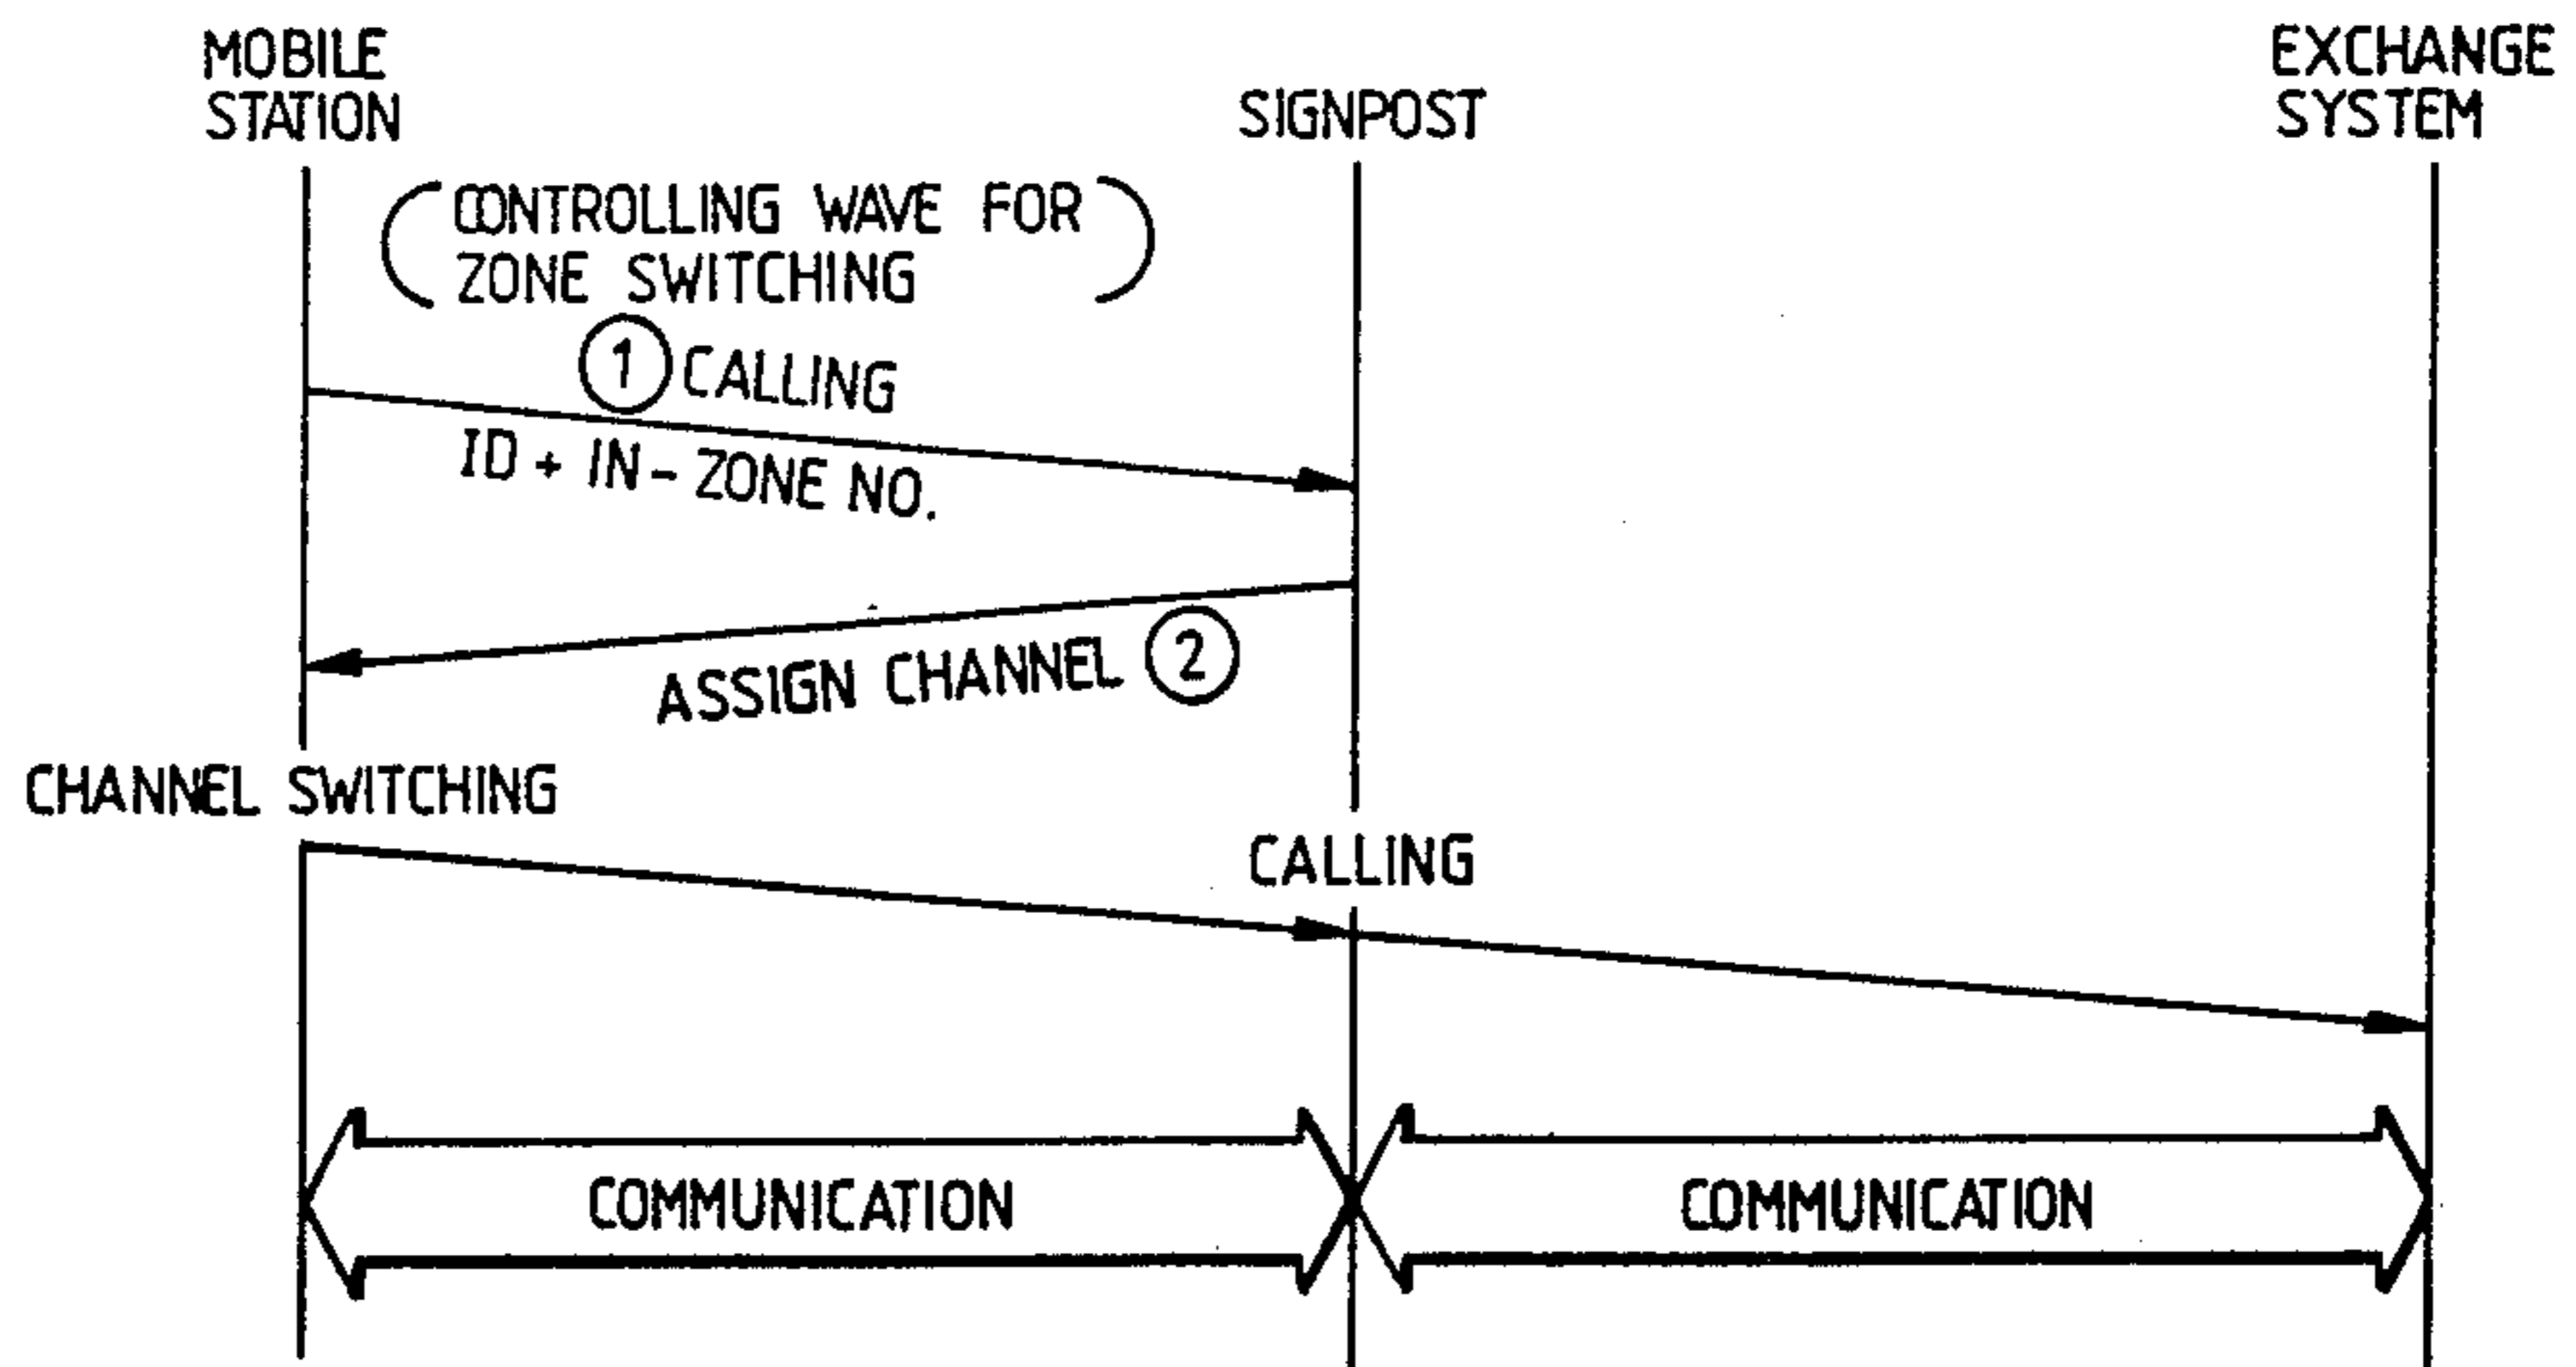 MOBILE
STATION
SIGNPOST
EXCHANGE
SYSTEM
(CONTROLLING WAVE FOR
ZONE SWITCHING)
1 CALLING
ID + IN-ZONE NO.
ASSIGN CHANNEL 2
CHANNEL SWITCHING
CALLING
COMMUNICATION
COMMUNICATION